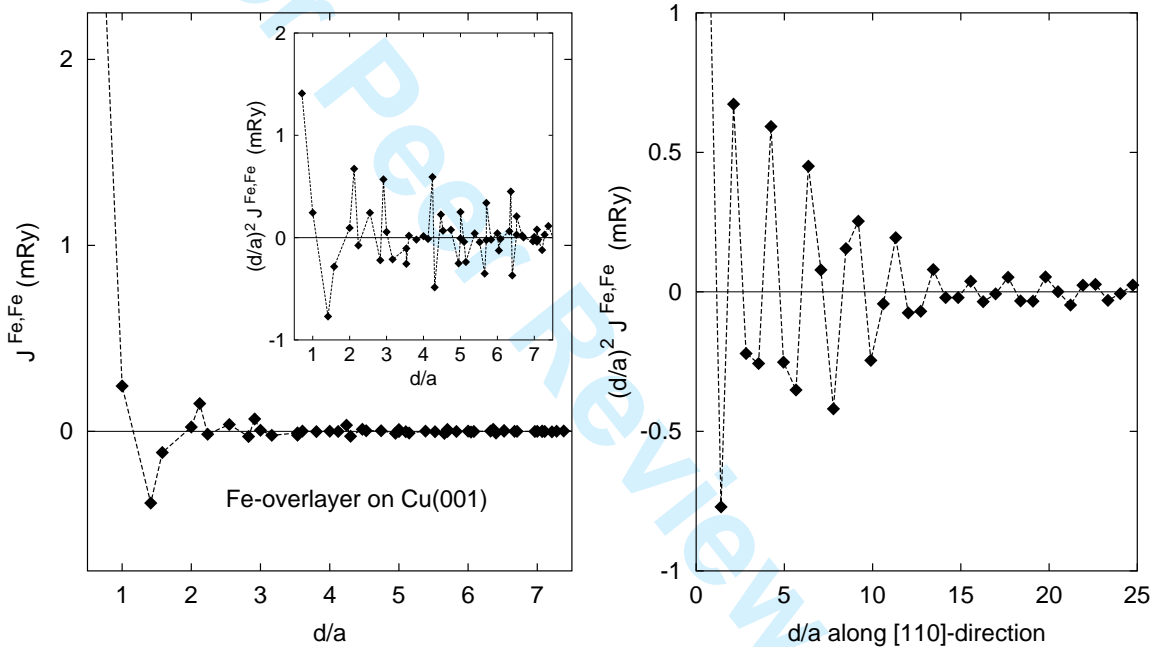 2
1
0
J Fe,Fe (mRy)
1 2 3 4 5 6 7
d/a
Fe-overlayer on Cu(001)
2
1
0
-1
(d/a)2 J Fe,Fe (mRy)
1 2 3 4 5 6 7
d/a
1
0.5
0
-0.5
-1
(d/a)2 J Fe,Fe (mRy)
0 5 10 15 20 25
d/a along [110]-direction
Peer Review